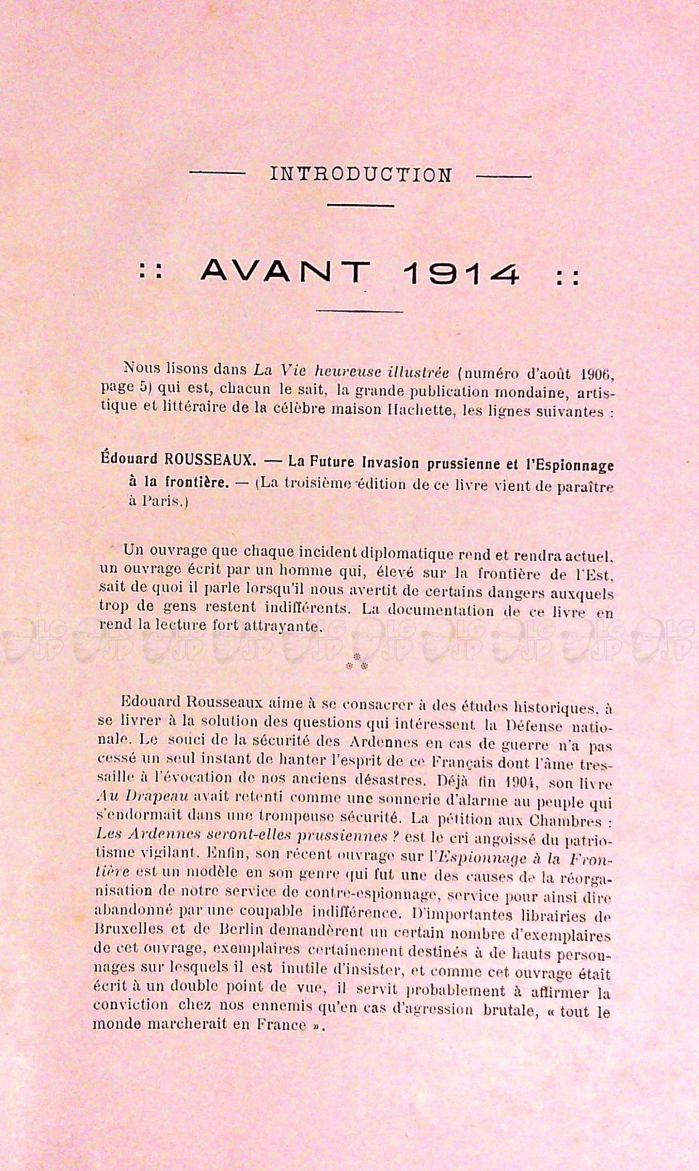 INTRODUCTION
:: AVANT 1914 ::
Nous lisons dans La Vie heureuse illustrée (numéro d'août 1906,
page 5) qui est, chacun le sait, la grande publication mondaine, artis-
tique et littéraire de la célèbre maison Hachette, les lignes suivantes :
Édouard ROUSSEAUX. — La Future Invasion prussienne et l'Espionnage
à la frontière. — (La troisième édition de ce livre vient de paraître
à Paris.)
Un ouvrage que chaque incident diplomatique rend et rendra actuel,
un ouvrage écrit par un homme qui, élevé sur la frontière de l'Est,
sait de quoi il parle lorsqu'il nous avertit de certains dangers auxquels
trop de gens restent indifférents. La documentation de ce livre en
rend la lecture fort attrayante.
Edouard Rousseaux aime à se consacrer à des études historiques, à
se livrer à la solution des questions qui intéressent la Défense natio-
nale. Le souci de la sécurité des Ardennes en cas de guerre n'a pas
cessé un seul instant de hanter l'esprit de ce Français dont l'âme tres-
saille à l'évocation de nos anciens désastres. Déjà fin 1904, son livre
Au Drapeau avait retenti comme une sonnerie d'alarme au peuple qui
s'endormait dans une trompeuse sécurité. La pétition aux Chambres :
Les Ardennes seront-elles prussiennes ? est le cri angoissé du patrio-
tisme vigilant. Enfin, son récent ouvrage sur l'Espionnage à la Fron-
tière est un modèle en son genre qui fut une des causes de la réorga-
nisation de notre service de contre-espionnage, service pour ainsi dire
abandonné par une coupable indifférence. D'importantes librairies de
Bruxelles et de Berlin demandèrent un certain nombre d'exemplaires
de cet ouvrage, exemplaires certainement destinés à de hauts person-
nages sur lesquels il est inutile d'insister, et comme cet ouvrage était
écrit à un double point de vue, il servit probablement à affirmer la
conviction chez nos ennemis qu'en cas d'agression brutale, « tout le
monde marcherait en France ».